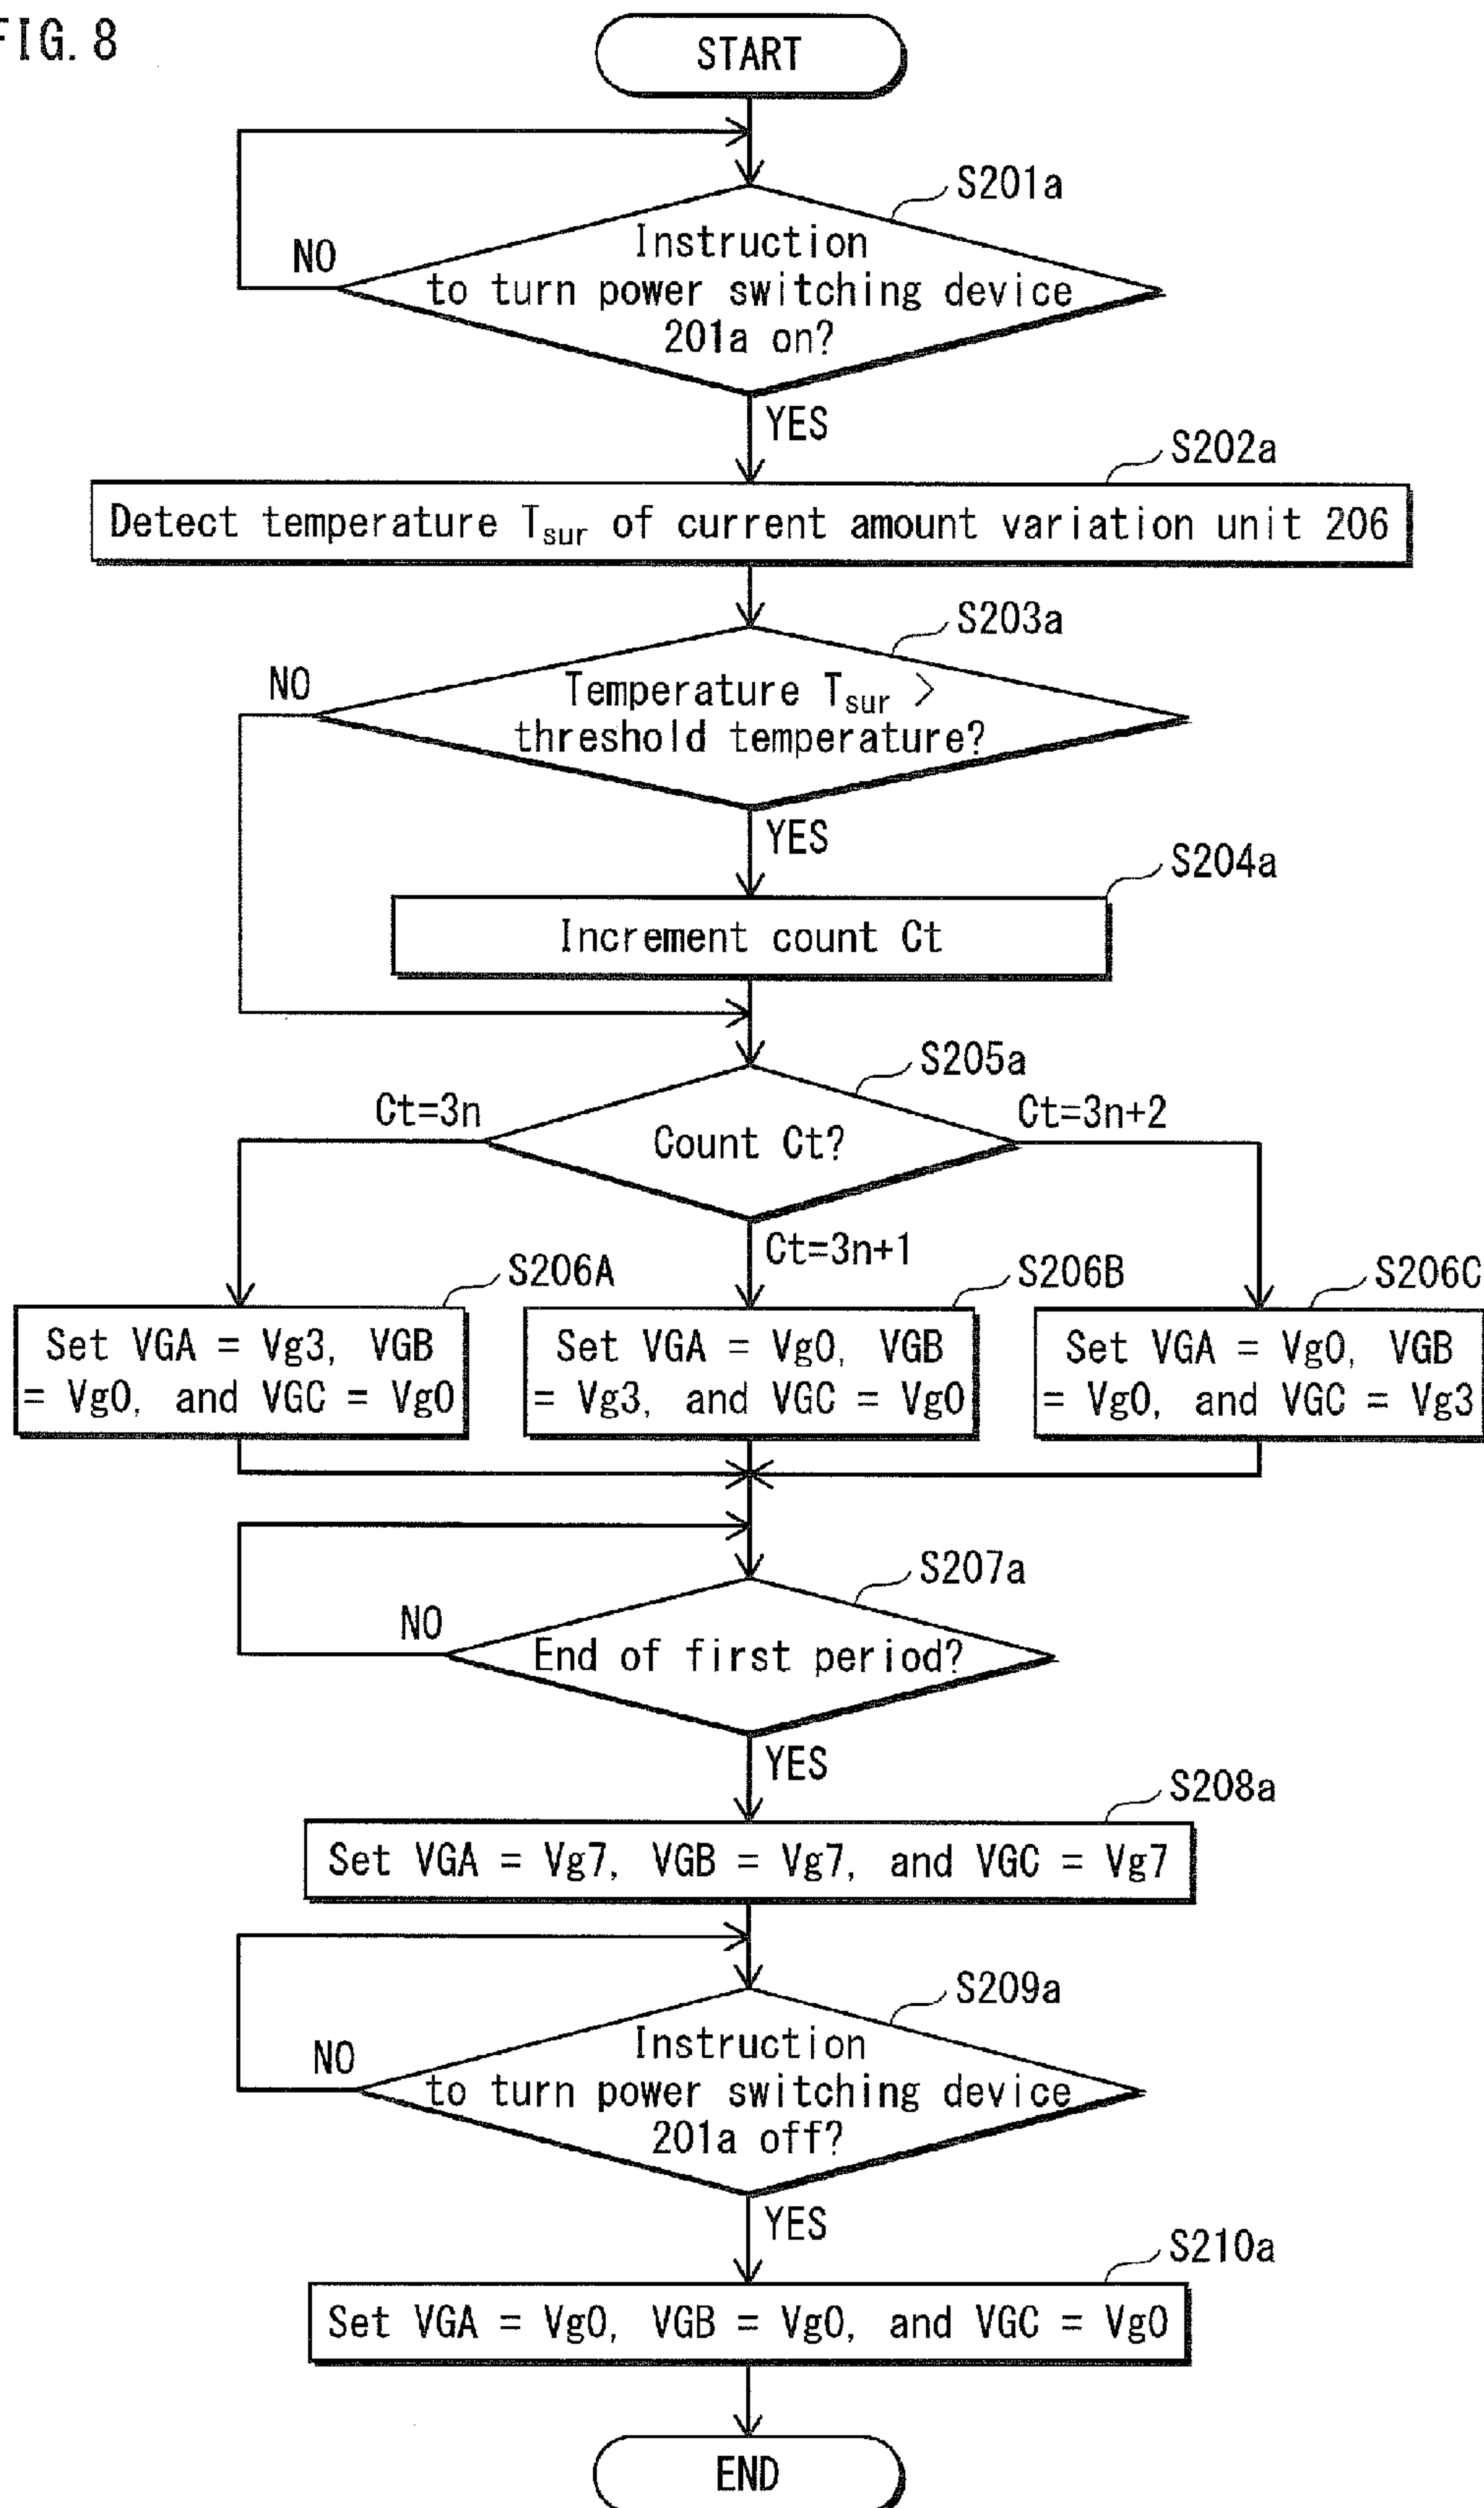 FIG. 8
START
S201a
NO
Instruction
to turn power switching device
201a on?
YES
S202a
Detect temperature Tsur of current amount variation unit 206
S203a
NO
Temperature Tsur >
threshold temperature?
YES
S204a
Increment count Ct
S205a
Ct=3n
Ct=3n+2
Count Ct?
Ct=3n+1
S206A
S206B
S206C
Set VGA = Vg3, VGB
= Vg0, and VGC = Vg0
Set VGA = Vg0, VGB
= Vg3, and VGC = Vg0
Set VGA = Vg0, VGB
= Vg0, and VGC = Vg3
S207a
NO
End of first period?
YES
S208a
Set VGA = Vg7, VGB = Vg7, and VGC = Vg7
S209a
NO
Instruction
to turn power switching device
201a off?
YES
S210a
Set VGA = Vg0, VGB = Vg0, and VGC = Vg0
END